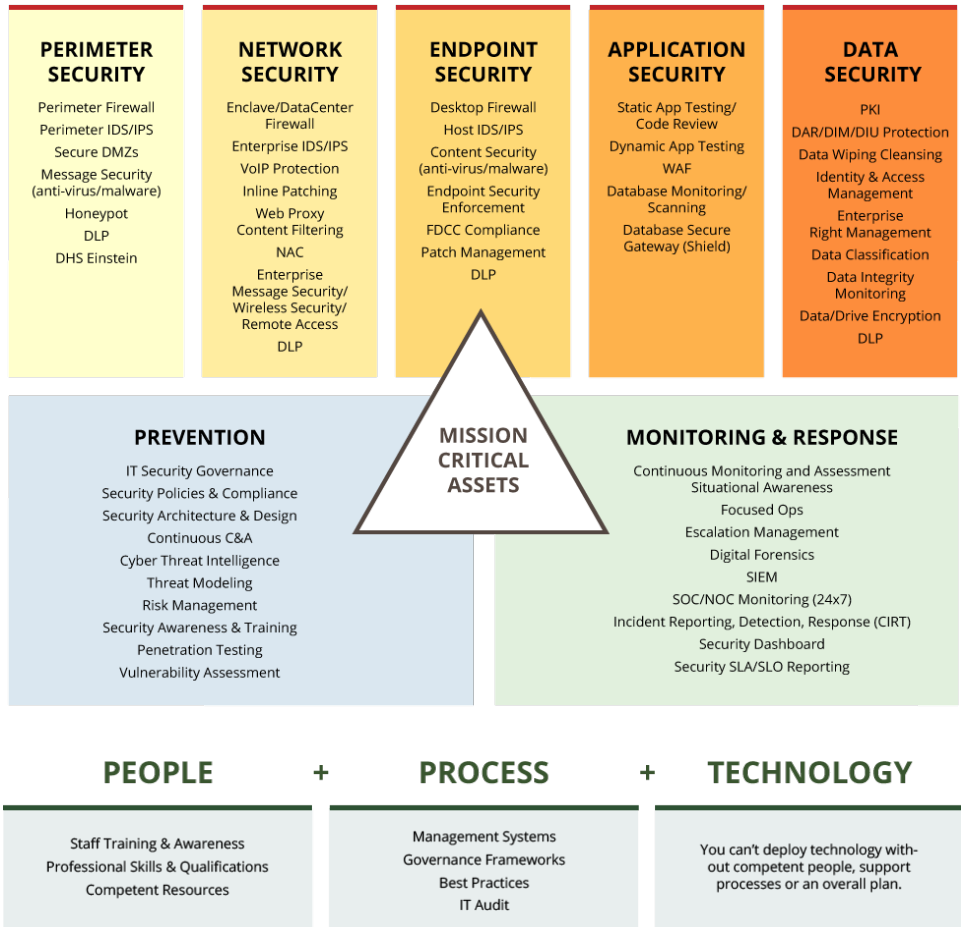 PERIMETER
SECURITY
Perimeter Firewall
Perimeter IDS/IPS
Secure DMZs
Message Security
(anti-virus/malware)
Honeypot
DLP
DHS Einstein
NETWORK
SECURITY
Enclave/DataCenter
Firewall
Enterprise IDS/IPS
VoIP Protection
Inline Patching
Web Proxy
Content Filtering
NAC
Enterprise
Message Security/
Wireless Security/
Remote Access
DLP
ENDPOINT
SECURITY
Desktop Firewall
Host IDS/IPS
Content Security
(anti-virus/malware)
Endpoint Security
Enforcement
FDCC Compliance
Patch Management
DLP
APPLICATION
SECURITY
Static App Testing/
Code Review
Dynamic App Testing
WAF
Database Monitoring/
Scanning
Database Secure
Gateway (Shield)
DATA
SECURITY
PKI
DAR/DIM/DIU Protection
Data Wiping Cleansing
Identity & Access
Management
Enterprise
Right Management
Data Classification
Data Integrity
Monitoring
Data/Drive Encryption
DLP
MISSION
CRITICAL
ASSETS
PREVENTION
IT Security Governance
Security Policies & Compliance
Security Architecture & Design
Continuous C&A
Cyber Threat Intelligence
Threat Modeling
Risk Management
Security Awareness & Training
Penetration Testing
Vulnerability Assessment
MONITORING & RESPONSE
Continuous Monitoring and Assessment
Situational Awareness
Focused Ops
Escalation Management
Digital Forensics
SIEM
SOC/NOC Monitoring (24x7)
Incident Reporting, Detection, Response (CIRT)
Security Dashboard
Security SLA/SLO Reporting
PEOPLE + PROCESS + TECHNOLOGY
Staff Training & Awareness
Professional Skills & Qualifications
Competent Resources
Management Systems
Governance Frameworks
Best Practices
IT Audit
You can't deploy technology with-
out competent people, support
processes or an overall plan.